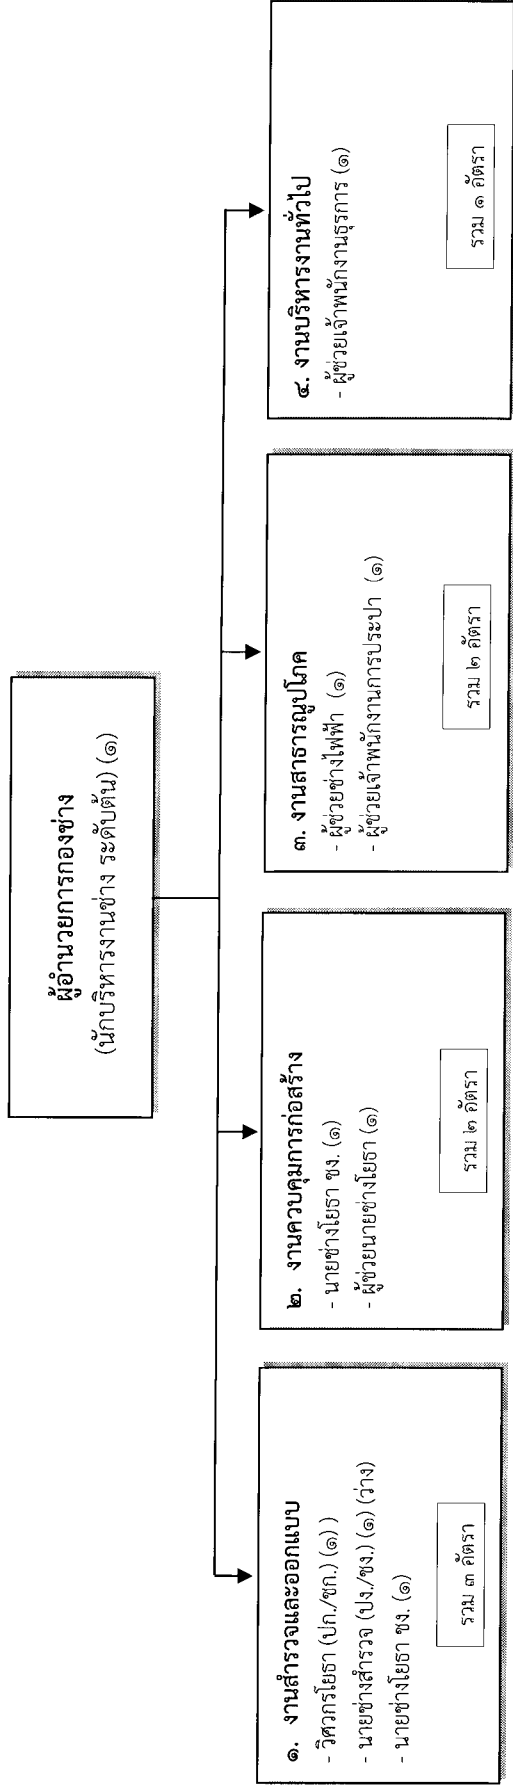 ผู้อำนวยการกองช่าง
(นักบริหารงานช่าง ระดับต้น) (๑)
๑. งานสำรวจและออกแบบ
- วิศวกรโยธา (ปก./ชก.) (๑) )
- นายช่างสำรวจ (ปง./ชง.) (๑) (ว่าง)
- นายช่างโยธา ชง. (๑)
รวม ๓ อัตรา
๒. งานควบคุมการก่อสร้าง
- นายช่างโยธา ชง. (๑)
- ผู้ช่วยนายช่างโยธา (๑)
รวม ๒ อัตรา
๓. งานสาธารณูปโภค
- ผู้ช่วยช่างไฟฟ้า (๑)
- ผู้ช่วยเจ้าพนักงานการประปา (๑)
รวม ๒ อัตรา
๔. งานบริหารงานทั่วไป
- ผู้ช่วยเจ้าพนักงานธุรการ (๑)
รวม ๑ อัตรา